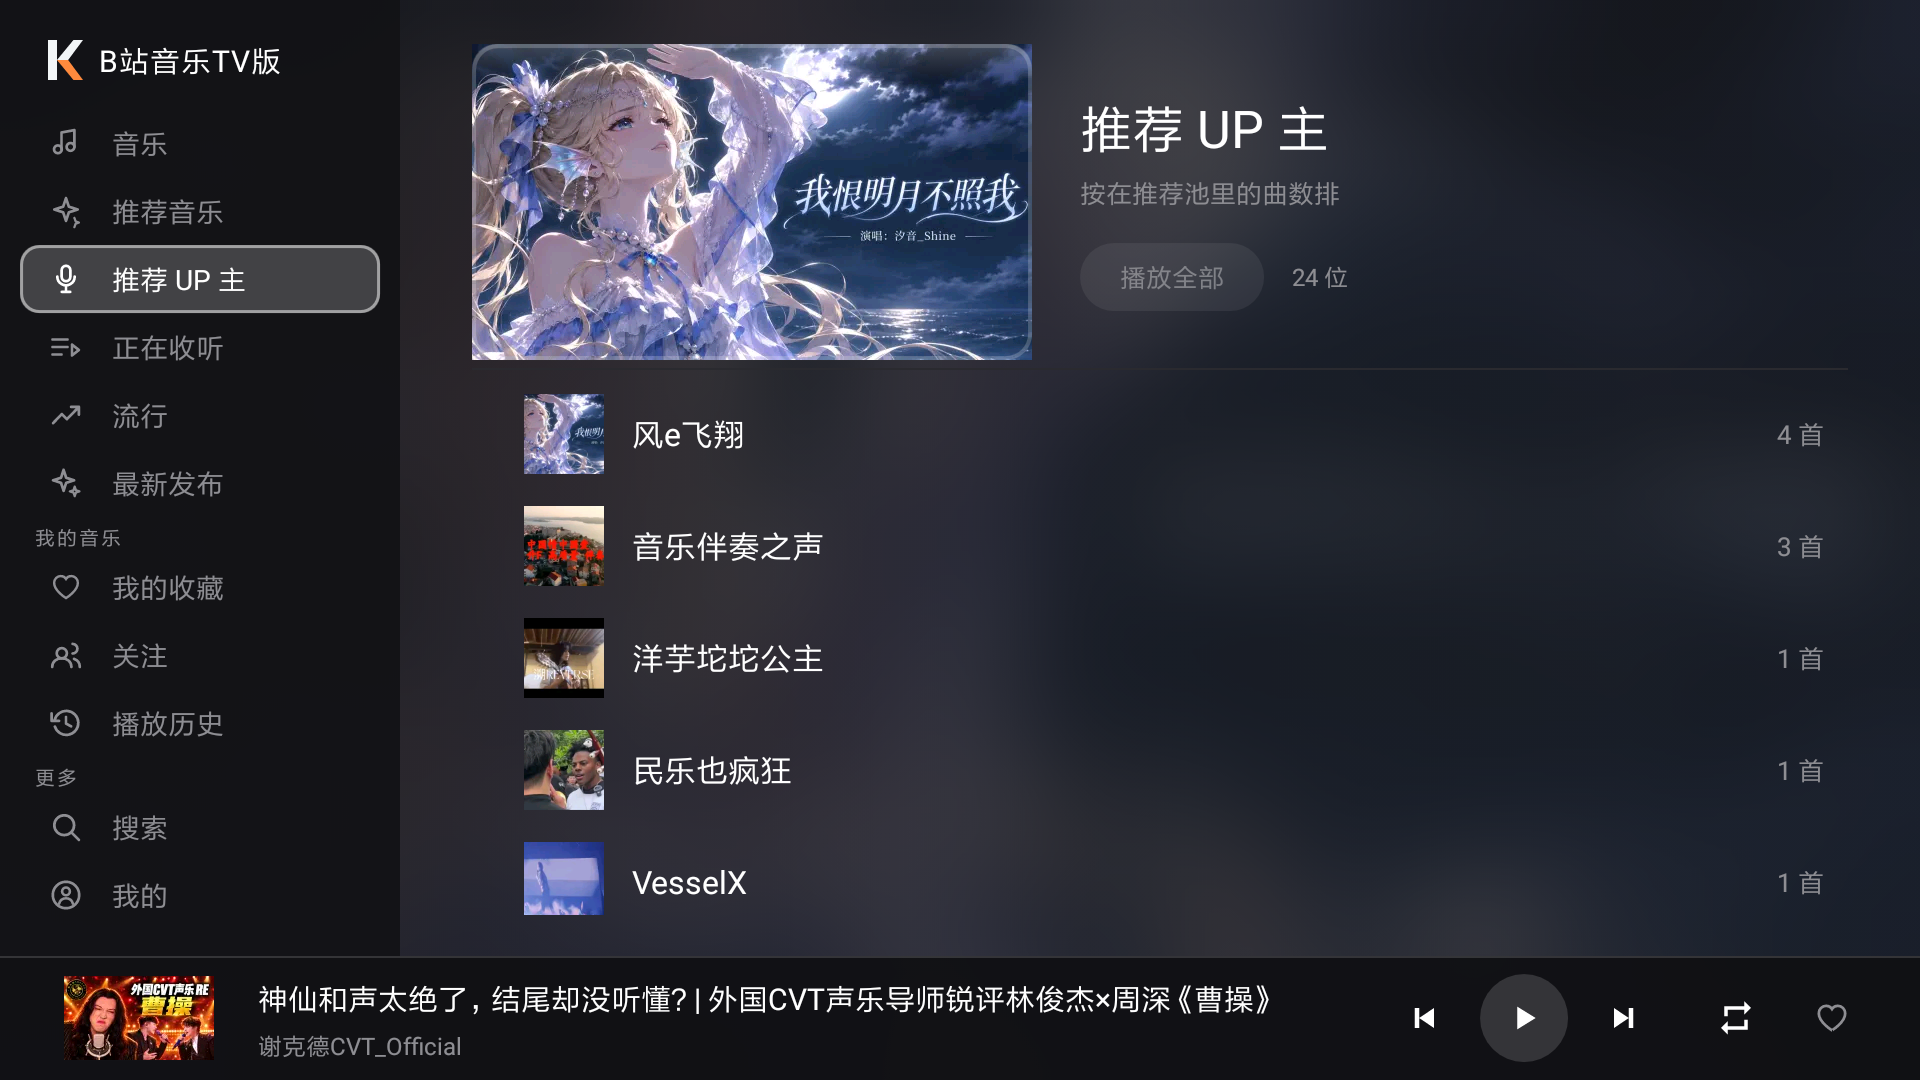 B站音乐TV版
音乐
推荐音乐
推荐 UP 主
正在收听
流行
最新发布
我的音乐
我的收藏
关注
播放历史
更多
搜索
我的
我恨明月不照我
演唱：汐音_Shine
推荐 UP 主
按在推荐池里的曲数排
播放全部
24 位
风e飞翔
4 首
音乐伴奏之声
3 首
洋芋坨坨公主
1 首
民乐也疯狂
1 首
VesselX
1 首
外国CVT声乐 RE
曹操
神仙和声太绝了，结尾却没听懂？| 外国CVT声乐导师锐评林俊杰×周深《曹操》
谢克德CVT_Official